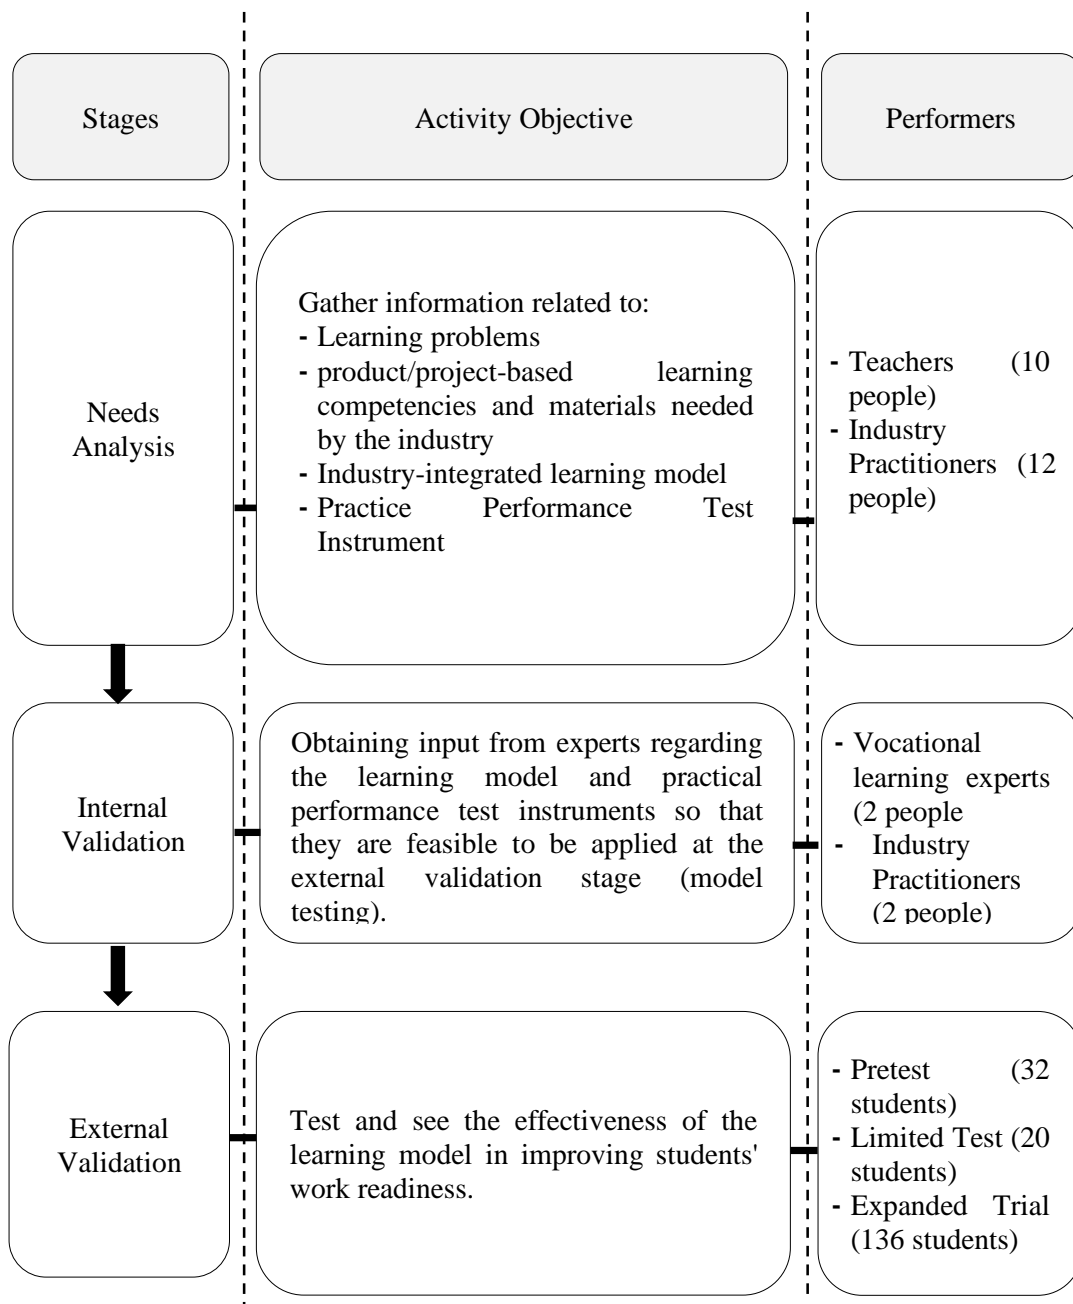 Stages
Activity Objective
Performers
Needs
Analysis
Gather information related to:
- Learning problems
- product/project-based learning
competencies and materials needed
by the industry
- Industry-integrated learning model
- Practice Performance Test
Instrument
- Teachers (10
people)
- Industry
Practitioners (12
people)
Internal
Validation
Obtaining input from experts regarding
the learning model and practical
performance test instruments so that
they are feasible to be applied at the
external validation stage (model
testing).
- Vocational
learning experts
(2 people
- Industry
Practitioners
(2 people)
External
Validation
Test and see the effectiveness of the
learning model in improving students'
work readiness.
- Pretest (32
students)
- Limited Test (20
students)
- Expanded Trial
(136 students)